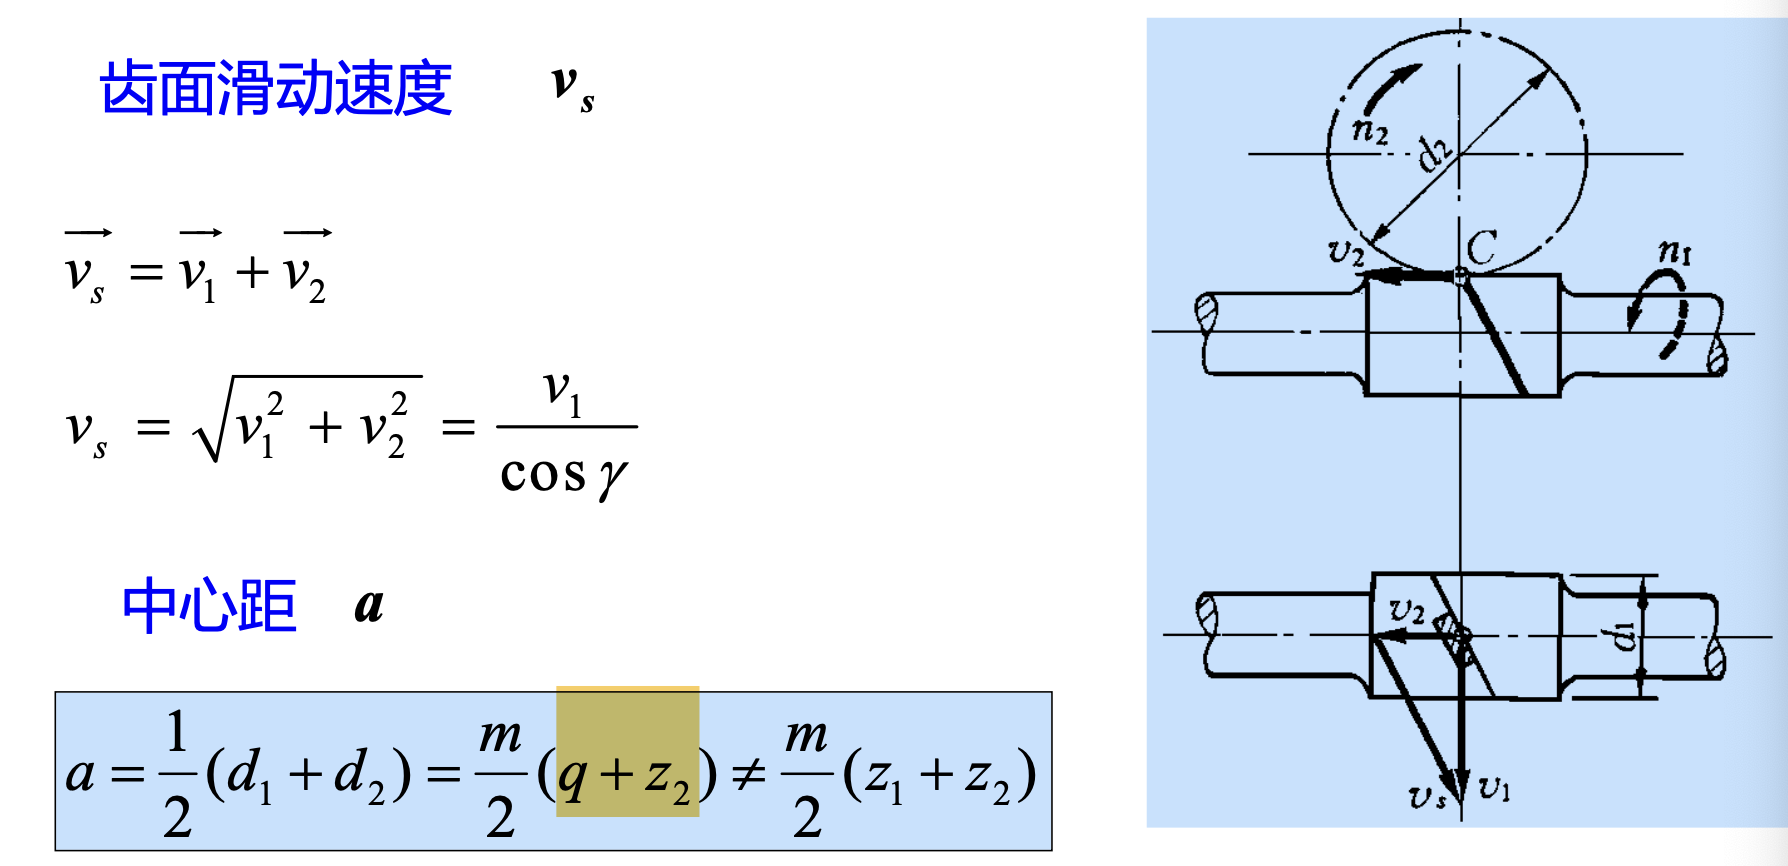 齿面滑动速度 v_s
\vec{v_s} = \vec{v_1} + \vec{v_2}
v_s = \sqrt{v_1^2 + v_2^2} = \frac{v_1}{\cos γ}
中心距 a
a = \frac{1}{2}(d_1 + d_2) = \frac{m}{2}(q + z_2) ≠ \frac{m}{2}(z_1 + z_2)
n_2
d_2
v_2
C
n_1
v_2
d_1
v_s
v_1